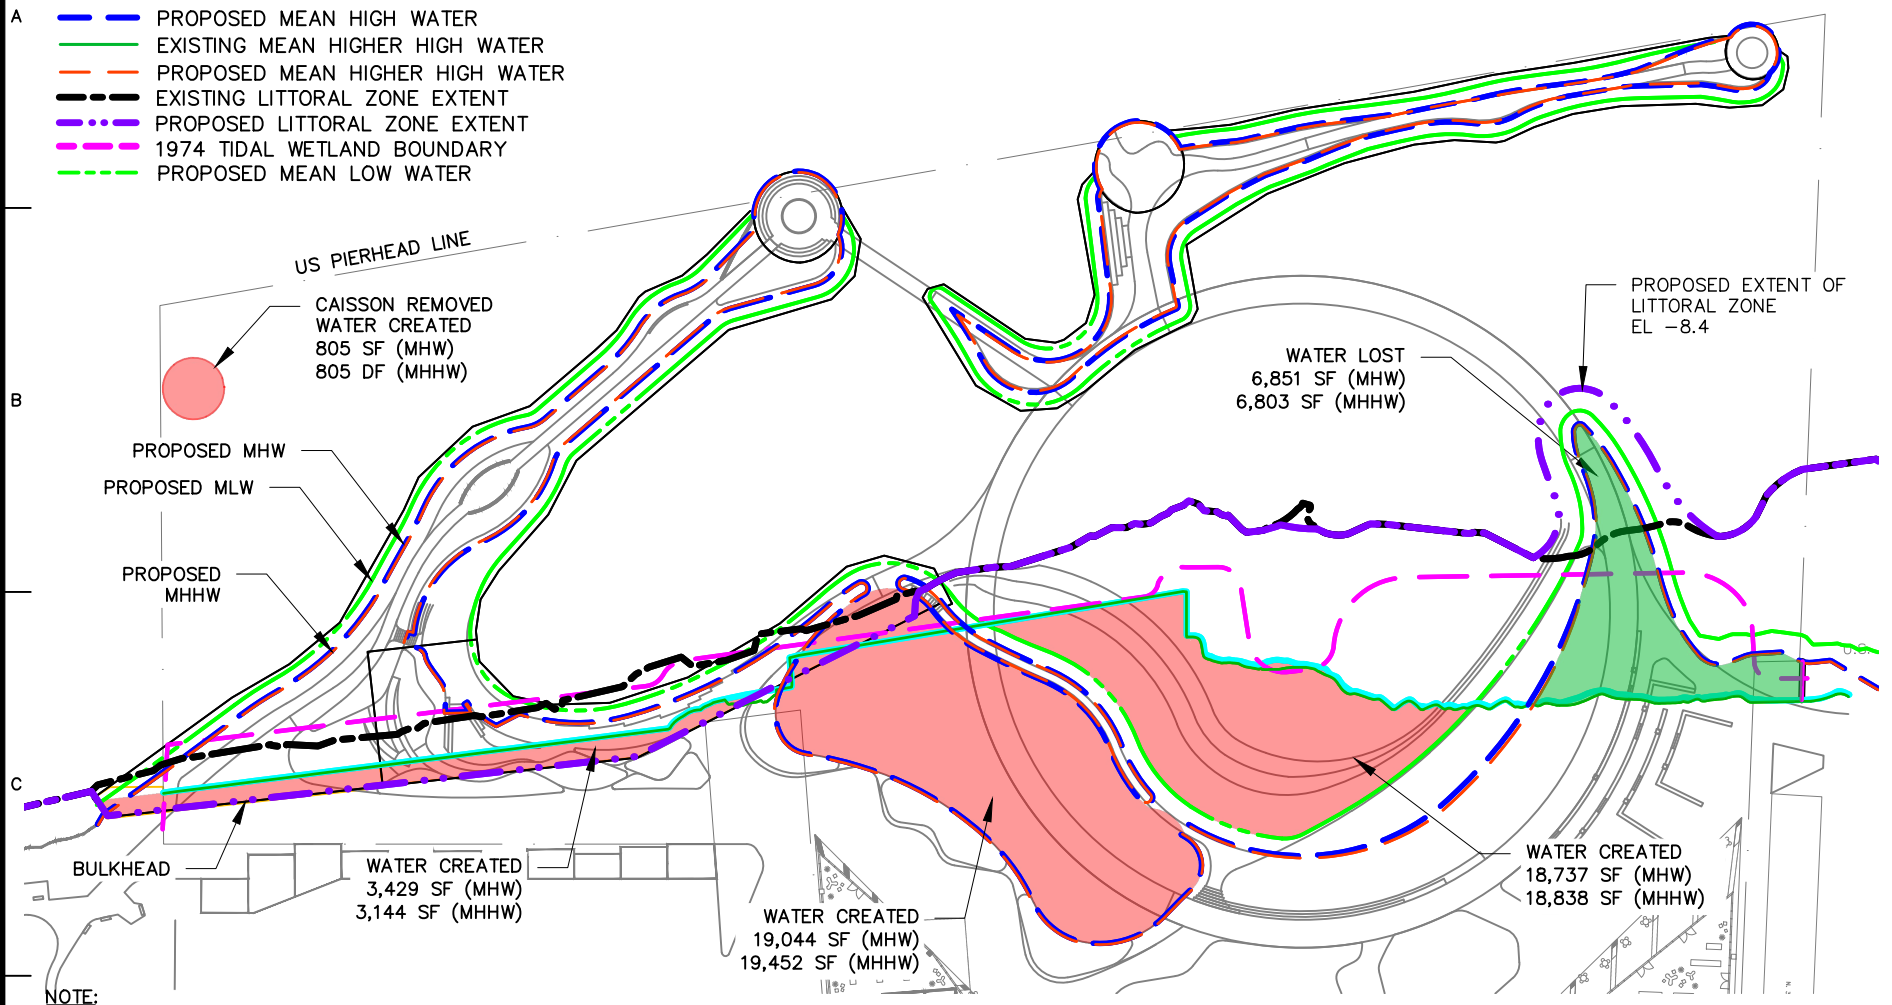 A
PROPOSED MEAN HIGH WATER
EXISTING MEAN HIGHER HIGH WATER
PROPOSED MEAN HIGHER HIGH WATER
EXISTING LITTORAL ZONE EXTENT
PROPOSED LITTORAL ZONE EXTENT
1974 TIDAL WETLAND BOUNDARY
PROPOSED MEAN LOW WATER
US PIERHEAD LINE
CAISSON REMOVED
WATER CREATED
805 SF (MHW)
805 DF (MHHW)
PROPOSED EXTENT OF
LITTORAL ZONE
EL -8.4
WATER LOST
6,851 SF (MHW)
6,803 SF (MHHW)
B
PROPOSED MHW
PROPOSED MLW
PROPOSED
MHHW
U.S.
C
BULKHEAD
WATER CREATED
3,429 SF (MHW)
3,144 SF (MHHW)
WATER CREATED
19,044 SF (MHW)
19,452 SF (MHHW)
WATER CREATED
18,737 SF (MHW)
18,838 SF (MHHW)
NOTE: